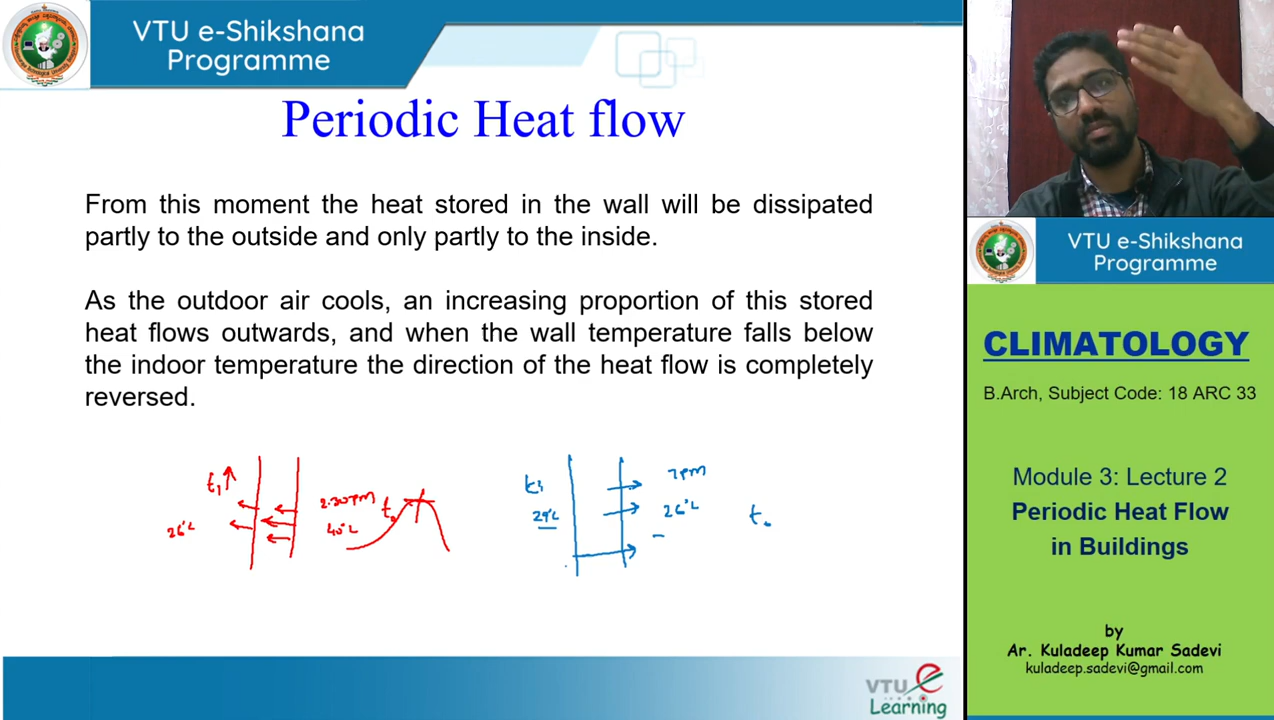 VTU e-Shikshana
Programme
Periodic Heat flow
From this moment the heat stored in the wall will be dissipated
partly to the outside and only partly to the inside.
As the outdoor air cools, an increasing proportion of this stored
heat flows outwards, and when the wall temperature falls below
the indoor temperature the direction of the heat flow is completely
reversed.
2.30PM
26°C
40°C
7PM
26°C
VTU e-Shikshana
Programme
CLIMATOLOGY
B.Arch, Subject Code: 18 ARC 33
Module 3: Lecture 2
Periodic Heat Flow
in Buildings
by
Ar. Kuladeep Kumar Sadevi
kuladeep.sadevi@gmail.com
VTU e
Learning